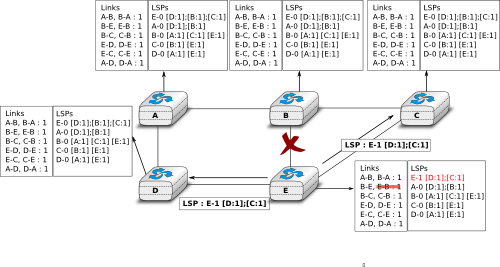 Links
A-B, B-A : 1
B-E, E-B : 1
B-C, C-B : 1
E-D, D-E : 1
E-C, C-E : 1
A-D, D-A : 1
LSPs
E-0 [D:1];[B:1];[C:1]
A-0 [D:1];[B:1]
B-0 [A:1] [C:1] [E:1]
C-0 [B:1] [E:1]
D-0 [A:1] [E:1]
Links
A-B, B-A : 1
B-E, E-B : 1
B-C, C-B : 1
E-D, D-E : 1
E-C, C-E : 1
A-D, D-A : 1
LSPs
E-0 [D:1];[B:1];[C:1]
A-0 [D:1];[B:1]
B-0 [A:1] [C:1] [E:1]
C-0 [B:1] [E:1]
D-0 [A:1] [E:1]
Links
A-B, B-A : 1
B-E, E-B : 1
B-C, C-B : 1
E-D, D-E : 1
E-C, C-E : 1
A-D, D-A : 1
LSPs
E-0 [D:1];[B:1];[C:1]
A-0 [D:1];[B:1]
B-0 [A:1] [C:1] [E:1]
C-0 [B:1] [E:1]
D-0 [A:1] [E:1]
A
B
C
Links
A-B, B-A : 1
B-E, E-B : 1
B-C, C-B : 1
E-D, D-E : 1
E-C, C-E : 1
A-D, D-A : 1
LSPs
E-0 [D:1];[B:1];[C:1]
A-0 [D:1];[B:1]
B-0 [A:1] [C:1] [E:1]
C-0 [B:1] [E:1]
D-0 [A:1] [E:1]
LSP : E-1 [D:1];[C:1]
D
E
LSP : E-1 [D:1];[C:1]
Links
A-B, B-A : 1
B-E, E-B : 1
B-C, C-B : 1
E-D, D-E : 1
E-C, C-E : 1
A-D, D-A : 1
LSPs
E-1 [D:1];[C:1]
A-0 [D:1];[B:1]
B-0 [A:1] [C:1] [E:1]
C-0 [B:1] [E:1]
D-0 [A:1] [E:1]